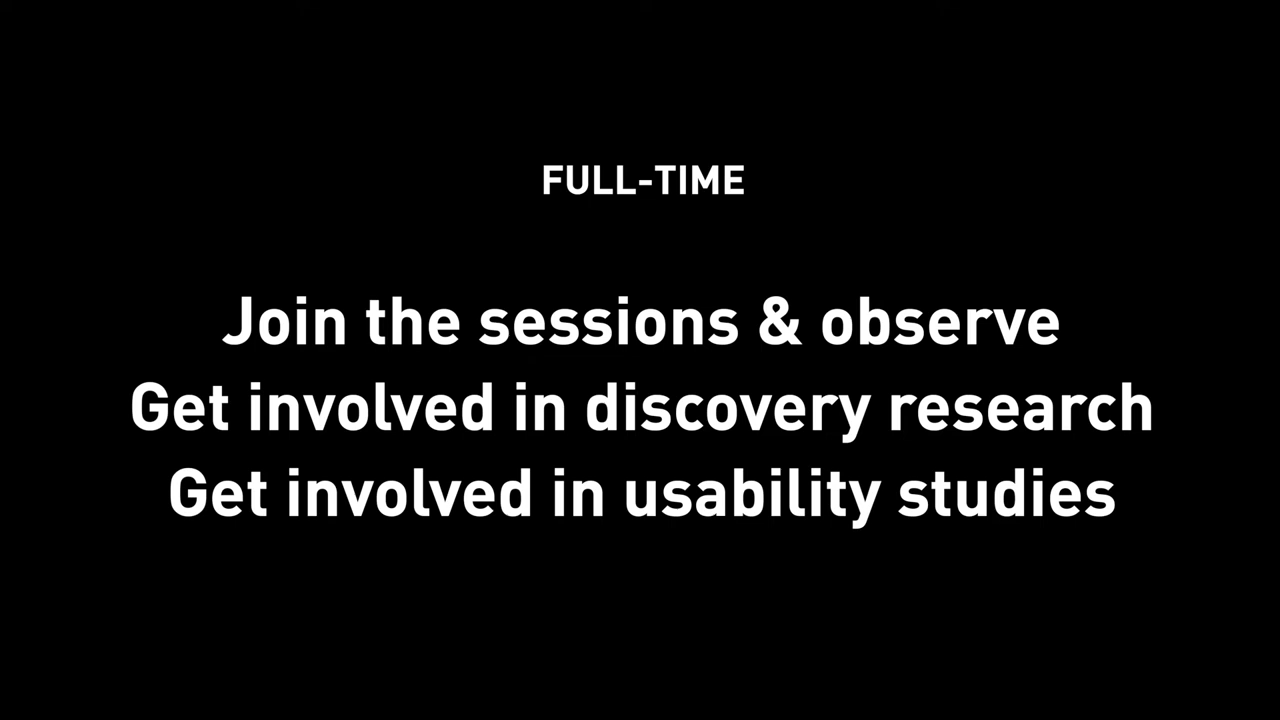 FULL-TIME
Join the sessions & observe
Get involved in discovery research
Get involved in usability studies